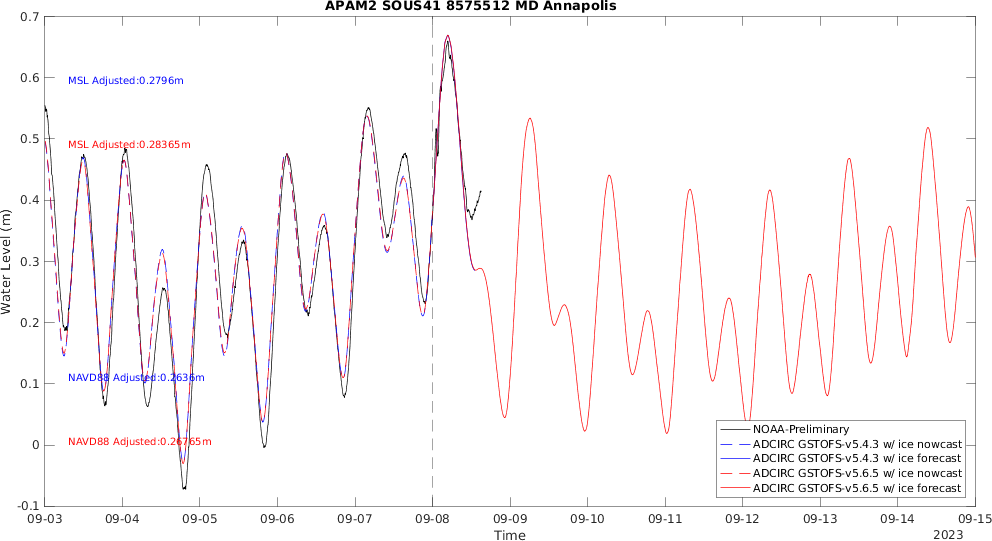 APAM2 SOUS41 8575512 MD Annapolis
0.7
0.6
0.5
0.4
0.3
0.2
0.1
0
-0.1
Water Level (m)
MSL Adjusted:0.2796m
MSL Adjusted:0.28365m
NAVD88 Adjusted:0.2636m
NAVD88 Adjusted:0.26765m
NOAA-Preliminary
ADCIRC GSTOFS-v5.4.3 w/ ice nowcast
ADCIRC GSTOFS-v5.4.3 w/ ice forecast
ADCIRC GSTOFS-v5.6.5 w/ ice nowcast
ADCIRC GSTOFS-v5.6.5 w/ ice forecast
09-03 09-04 09-05 09-06 09-07 09-08 09-09 09-10 09-11 09-12 09-13 09-14 09-15
Time
2023